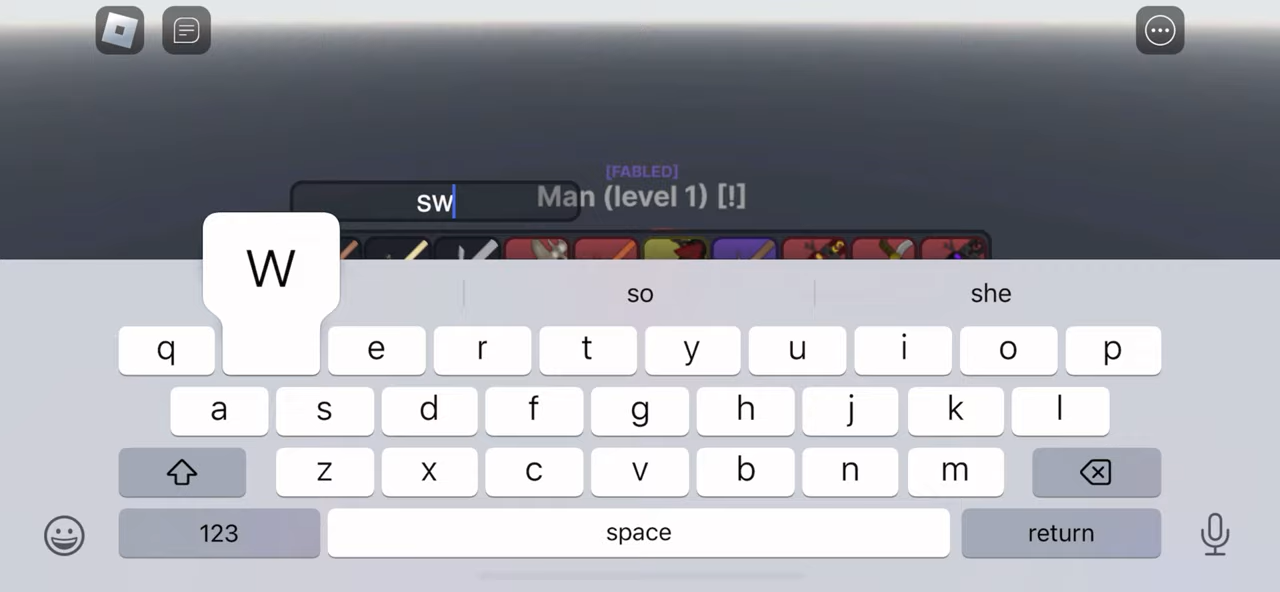 [FABLED]
Man (level 1) [!]
sw
W
so
she
q
e
r
t
y
u
i
o
p
a
s
d
f
g
h
j
k
l
z
x
c
v
b
n
m
123
space
return